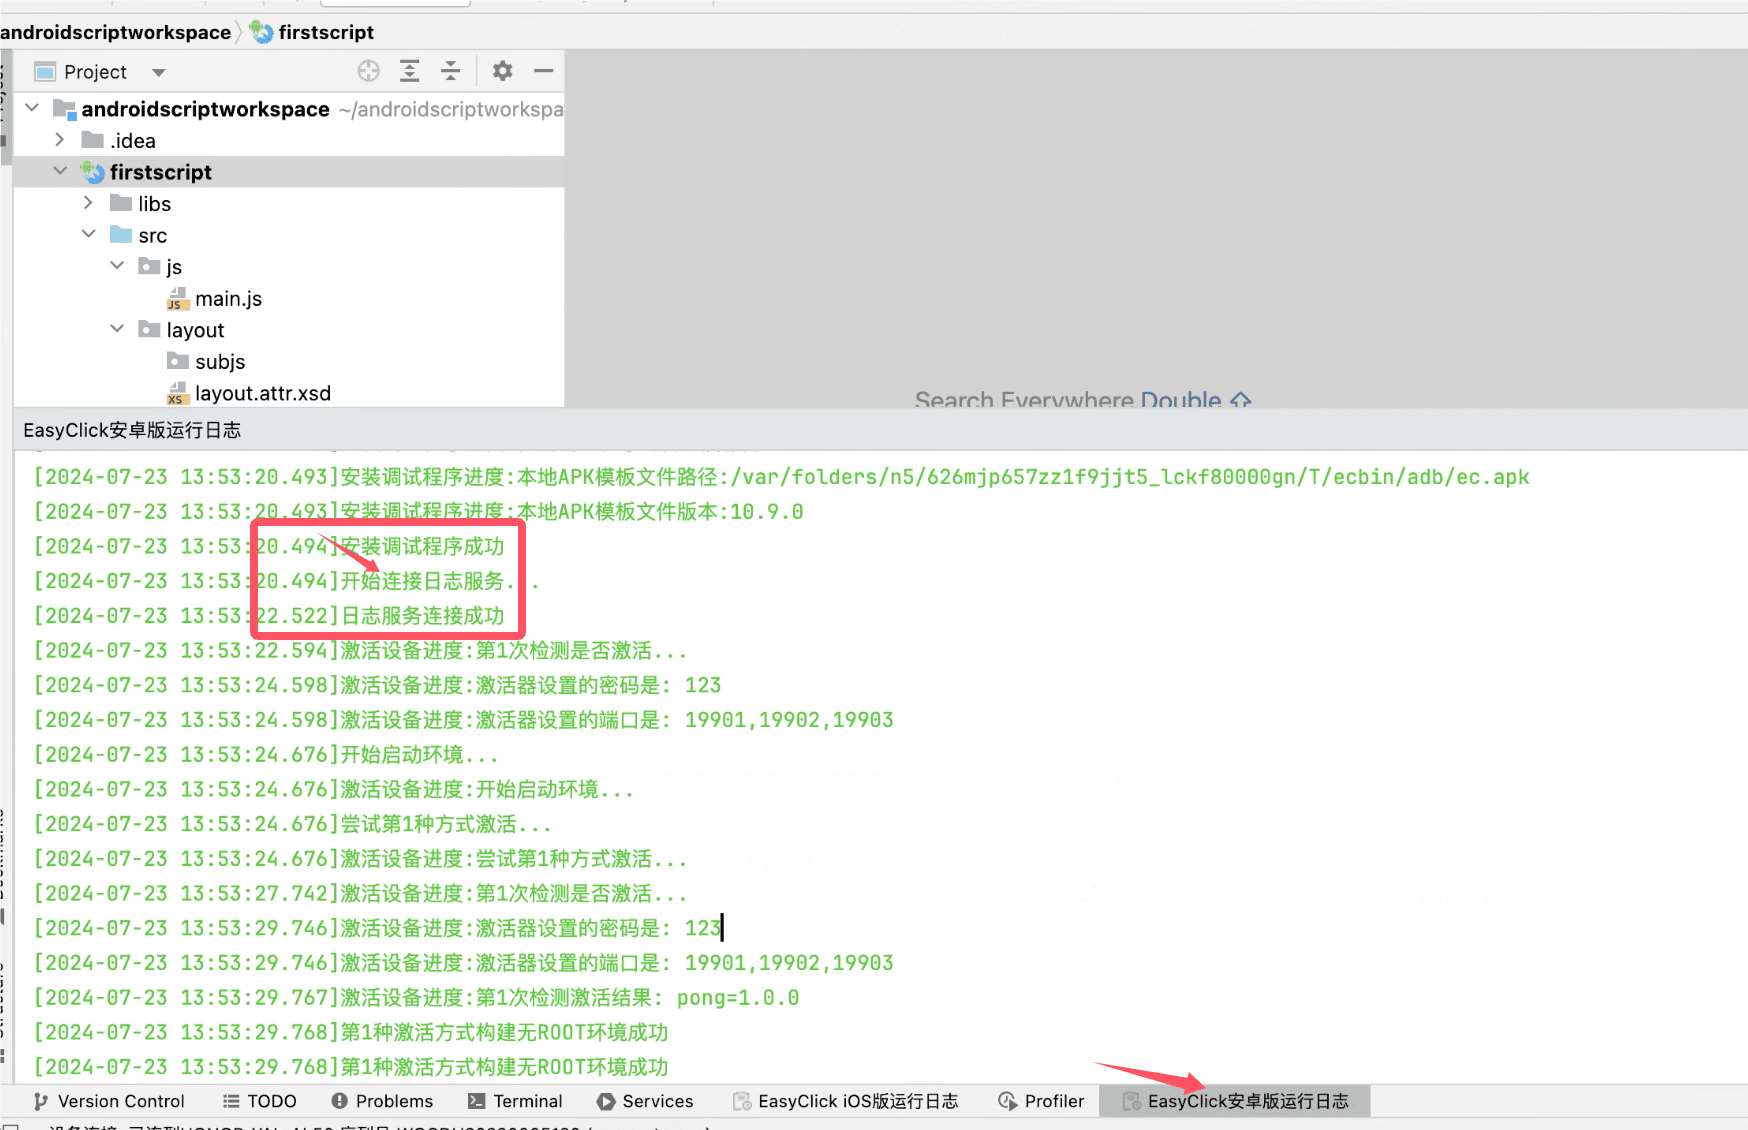 androidscriptworkspace 〉 firstscript
Project
androidscriptworkspace ~/androidscriptworkspa
.idea
firstscript
libs
src
js
main.js
layout
subjs
layout.attr.xsd
Search Everywhere Double
EasyClick安卓版运行日志
[2024-07-23 13:53:20.493]安装调试程序进度:本地APK模板文件路径:/var/folders/n5/626mjp657zz1f9jjt5_lckf80000gn/T/ecbin/adb/ec.apk
[2024-07-23 13:53:20.493]安装调试程序进度:本地APK模板文件版本:10.9.0
[2024-07-23 13:53:20.494]安装调试程序成功
[2024-07-23 13:53:20.494]开始连接日志服务...
[2024-07-23 13:53:22.522]日志服务连接成功
[2024-07-23 13:53:22.594]激活设备进度:第1次检测是否激活...
[2024-07-23 13:53:24.598]激活设备进度:激活器设置的密码是: 123
[2024-07-23 13:53:24.598]激活设备进度:激活器设置的端口是: 19901,19902,19903
[2024-07-23 13:53:24.676]开始启动环境...
[2024-07-23 13:53:24.676]激活设备进度:开始启动环境...
[2024-07-23 13:53:24.676]尝试第1种方式激活...
[2024-07-23 13:53:24.676]激活设备进度:尝试第1种方式激活...
[2024-07-23 13:53:27.742]激活设备进度:第1次检测是否激活...
[2024-07-23 13:53:29.746]激活设备进度:激活器设置的密码是: 123
[2024-07-23 13:53:29.746]激活设备进度:激活器设置的端口是: 19901,19902,19903
[2024-07-23 13:53:29.767]激活设备进度:第1次检测激活结果: pong=1.0.0
[2024-07-23 13:53:29.768]第1种激活方式构建无ROOT环境成功
[2024-07-23 13:53:29.768]第1种激活方式构建无ROOT环境成功
Version Control TODO Problems Terminal Services EasyClick iOS版运行日志 Profiler EasyClick安卓版运行日志